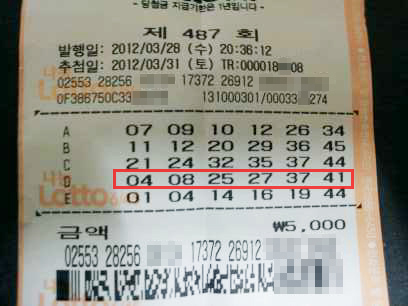 당첨금 지급기한은 1년입니다
제 487 회
발행일 : 2012/03/28 (수) 20:36:12
추첨일 : 2012/03/31 (토) TR:000018 08
02553 28256 17372 26912
0F386750C33 131000301/00033 274
A 07 09 10 12 26 34
B 11 12 20 29 36 45
C 21 24 32 35 37 44
D 04 08 25 27 37 41
E 01 04 14 16 19 44
Lotto
금액 ₩5,000
02553 28256 17372 26912